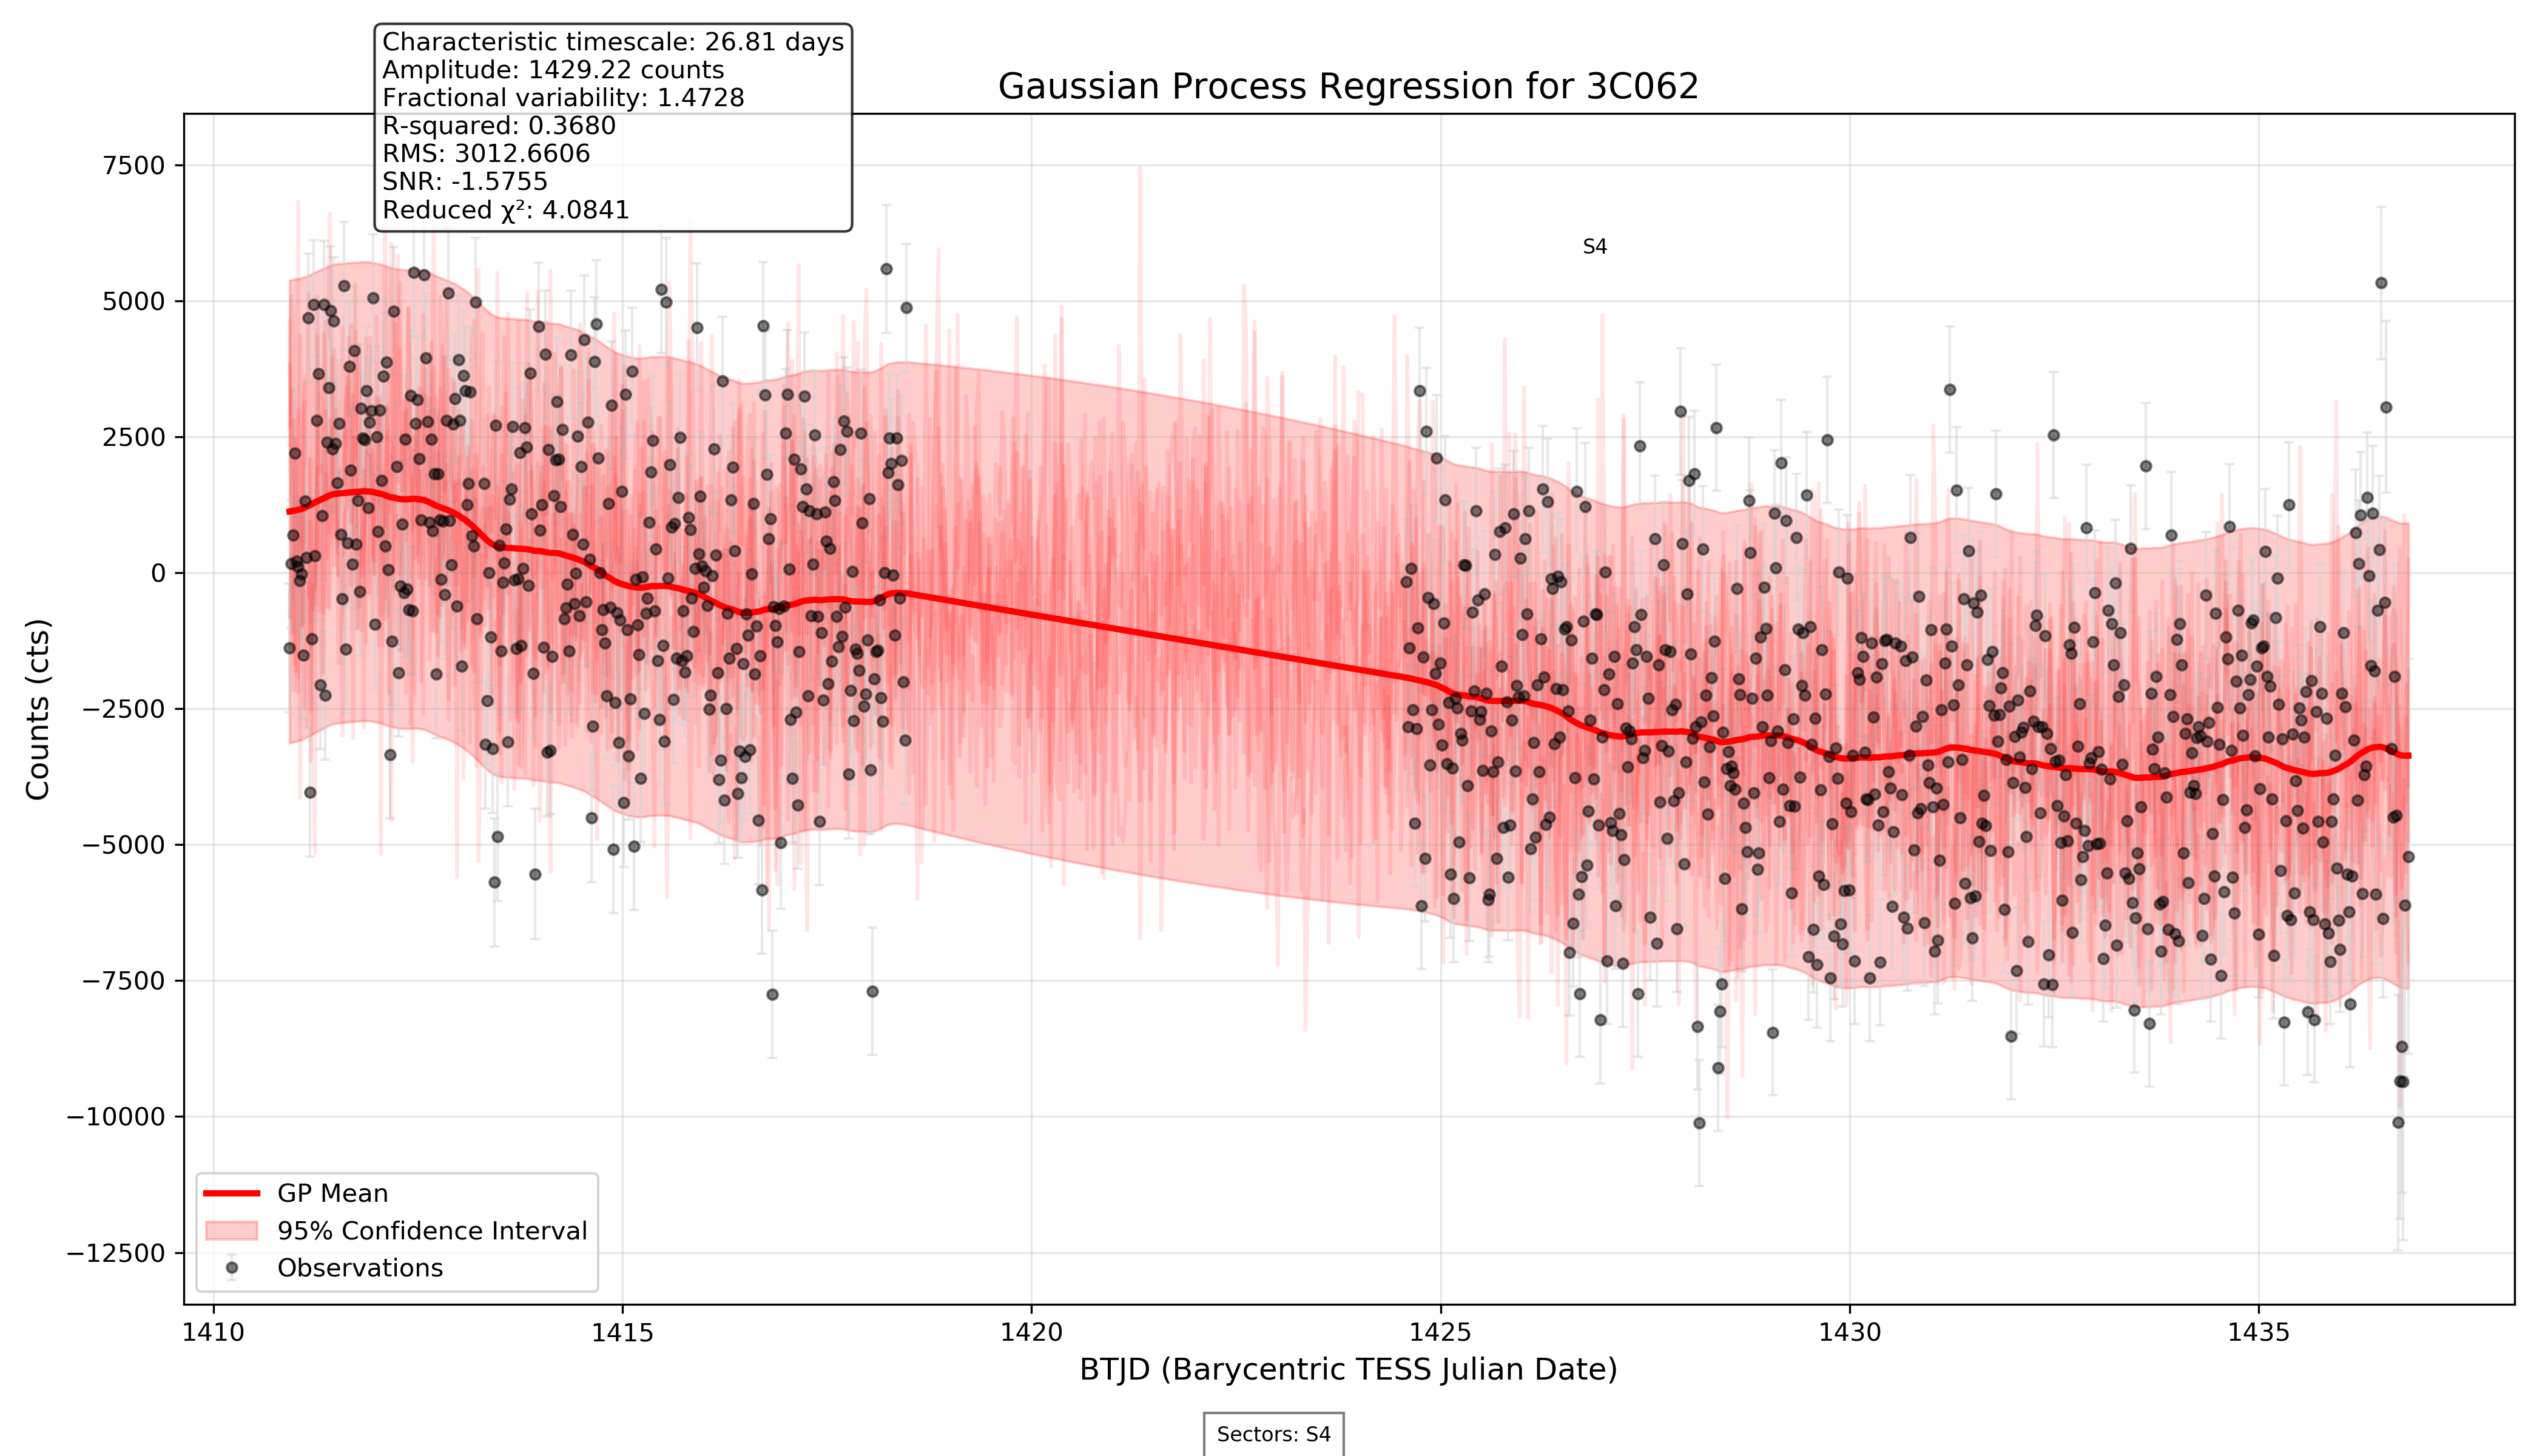 Characteristic timescale: 26.81 days
Amplitude: 1429.22 counts
Fractional variability: 1.4728
R-squared: 0.3680
RMS: 3012.6606
SNR: -1.5755
Reduced χ²: 4.0841
Gaussian Process Regression for 3C062
S4
Counts (cts)
7500
5000
2500
0
−2500
−5000
−7500
−10000
−12500
GP Mean
95% Confidence Interval
Observations
1410 1415 1420 1425 1430 1435
BTJD (Barycentric TESS Julian Date)
Sectors: S4